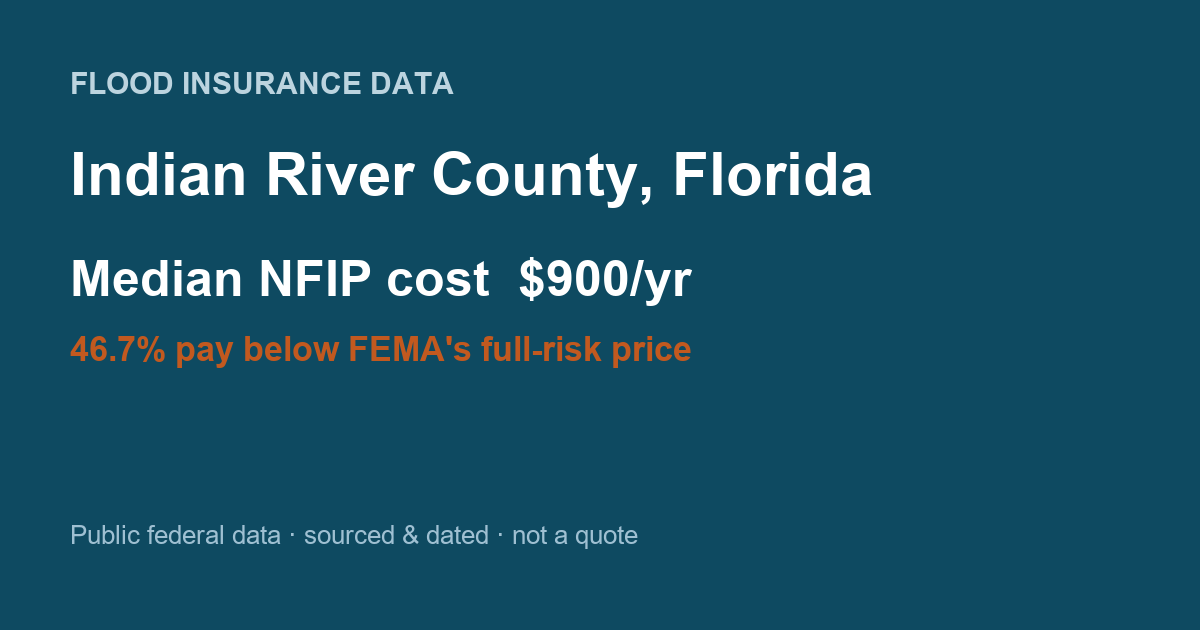 FLOOD INSURANCE DATA
Indian River County, Florida
Median NFIP cost  $900/yr
46.7% pay below FEMA's full-risk price
Public federal data · sourced & dated · not a quote